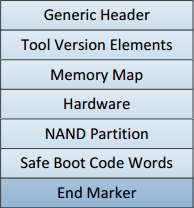 Generic Header
Tool Version Elements
Memory Map
Hardware
NAND Partition
Safe Boot Code Words
End Marker